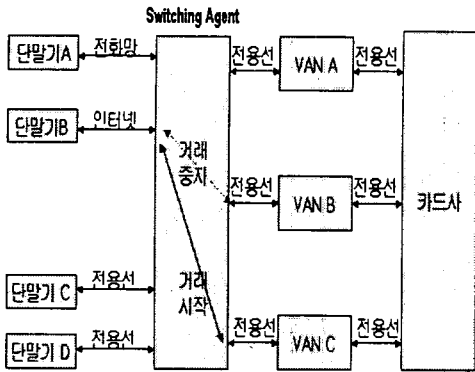 Switching Agent
단말기A
전화망
전용선
VAN A
전용선
단말기B
인터넷
거래
중지
전용선
VAN B
전용선
카드사
단말기 C
전용선
거래
시작
단말기 D
전용선
전용선
VAN C
전용선